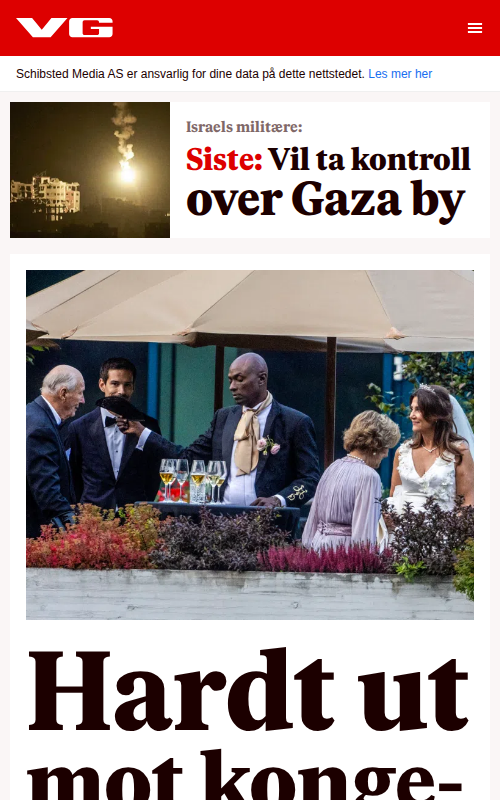 VG
Schibsted Media AS er ansvarlig for dine data på dette nettstedet. Les mer her
Israels militære:
Siste: Vil ta kontroll
over Gaza by
Hardt ut
mot konge-